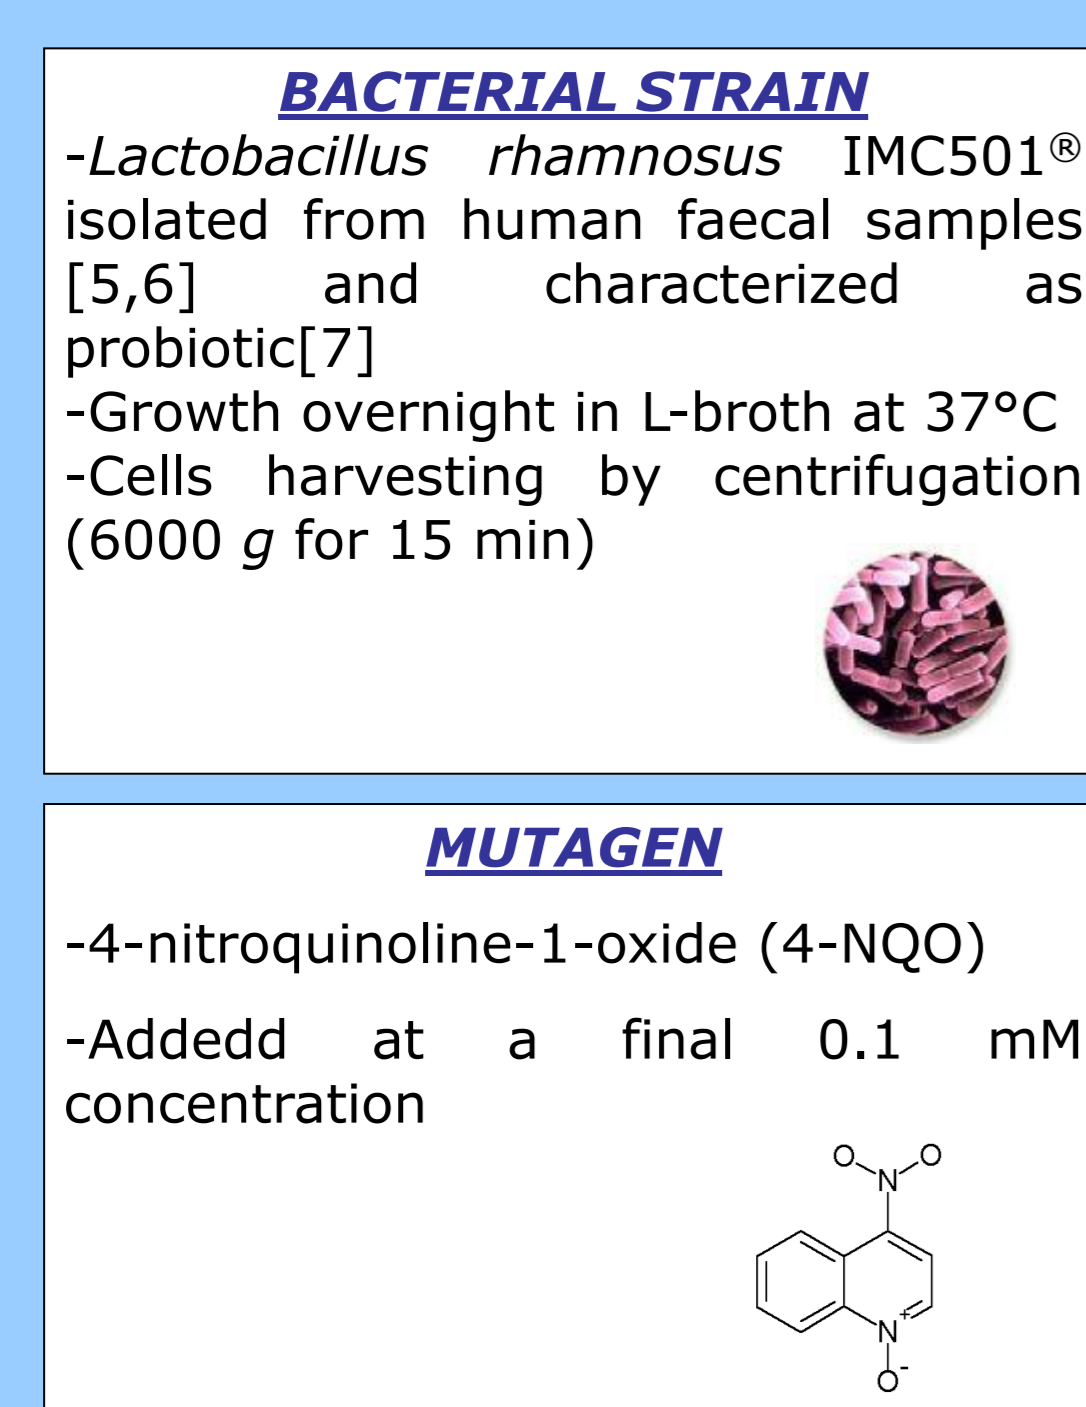 BACTERIAL STRAIN
-Lactobacillus rhamnosus IMC501®
isolated from human faecal samples
[5,6] and characterized as
probiotic[7]
-Growth overnight in L-broth at 37°C
-Cells harvesting by centrifugation
(6000 g for 15 min)
MUTAGEN
-4-nitroquinoline-1-oxide (4-NQO)
-Addedd at a final 0.1 mM
concentration
O O
N
N+
O-